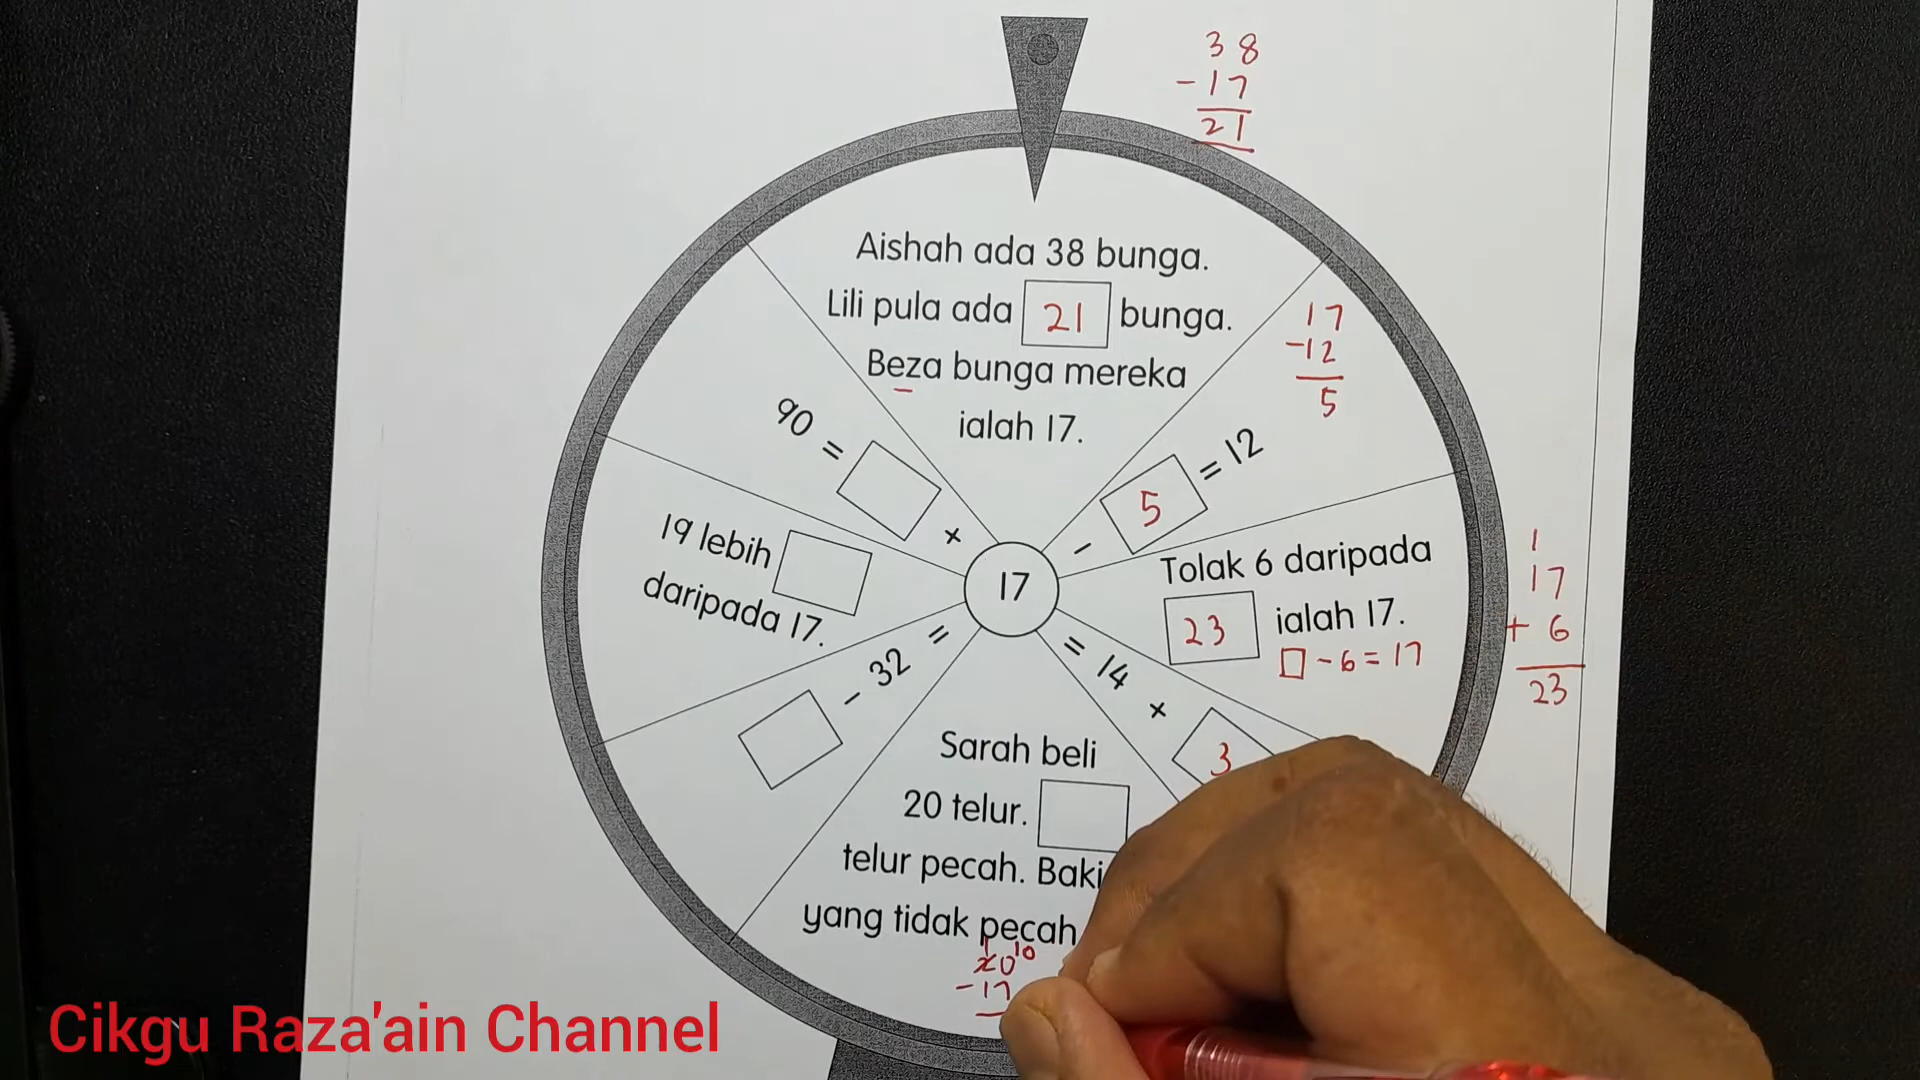 38
- 17
21
Aishah ada 38 bunga.
Lili pula ada 21 bunga.
Beza bunga mereka
ialah 17.
17
-12
5
- 5 = 12
Tolak 6 daripada
23 ialah 17.
□ - 6 = 17
1
17
+ 6
23
= 14 + 3
Sarah beli
20 telur.
telur pecah. Baki
yang tidak pecah
1 10
20
- 17
- 32 =
19 lebih
daripada 17.
90 = +
17
Cikgu Raza'ain Channel